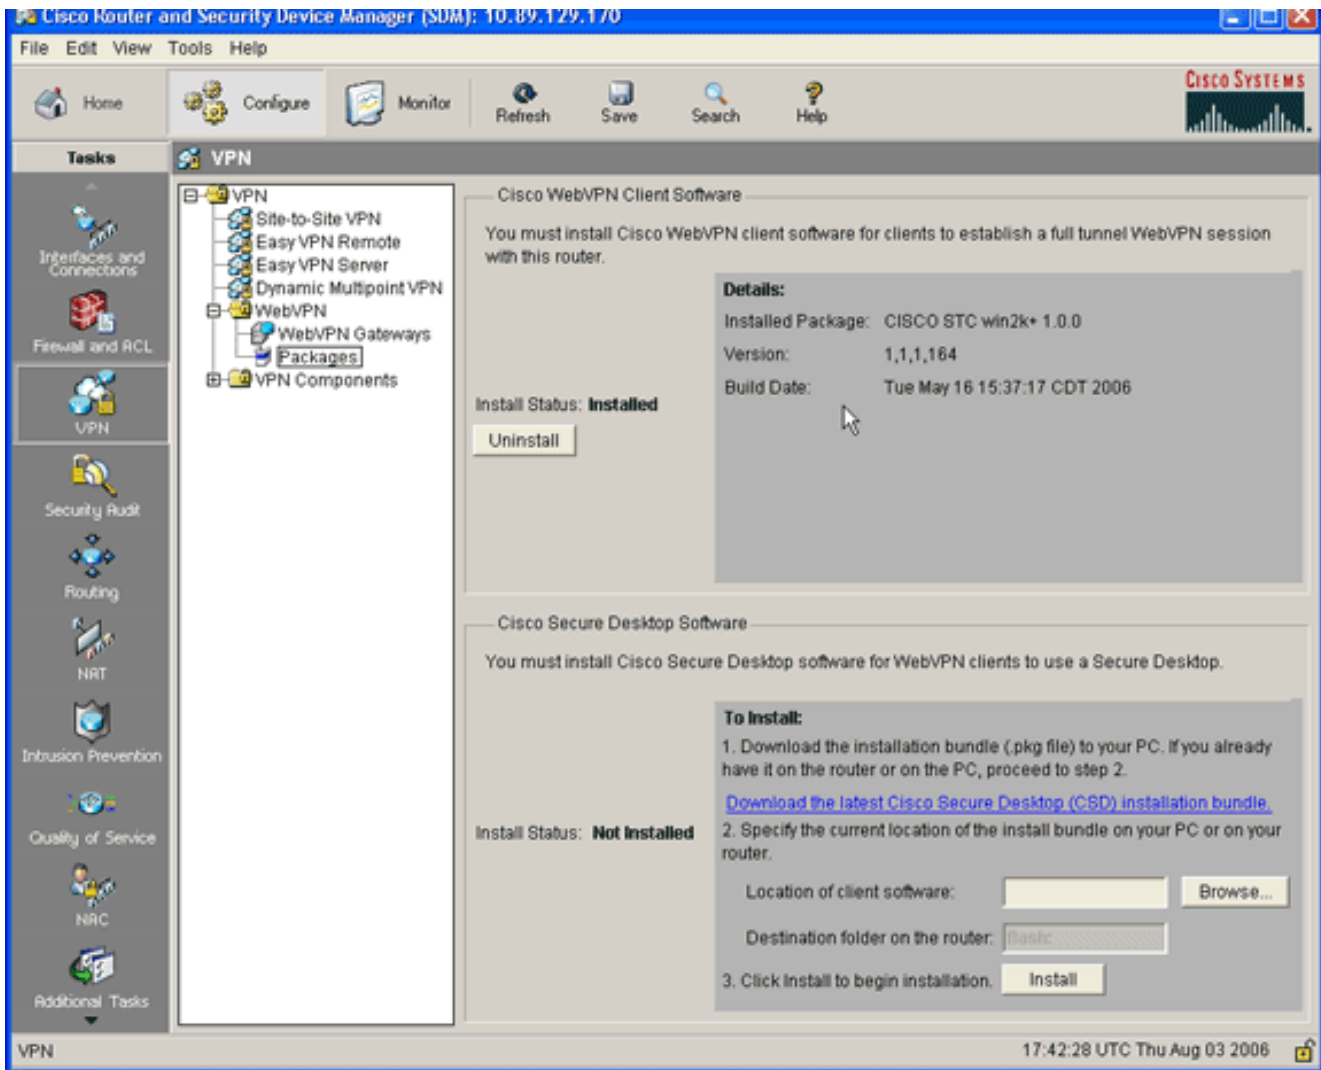 Cisco Router and Security Device Manager (SDM): 10.89.129.170
File Edit View Tools Help
Home Configure Monitor Refresh Save Search Help
CISCO SYSTEMS
Tasks
VPN
Interfaces and
Connections
Firewall and ACL
VPN
Security Audit
Routing
NAT
Intrusion Prevention
Quality of Service
NAC
Additional Tasks
VPN
Site-to-Site VPN
Easy VPN Remote
Easy VPN Server
Dynamic Multipoint VPN
WebVPN
WebVPN Gateways
Packages
VPN Components
Cisco WebVPN Client Software
You must install Cisco WebVPN client software for clients to establish a full tunnel WebVPN session
with this router.
Install Status: Installed
Uninstall
Details:
Installed Package: CISCO STC win2k+ 1.0.0
Version: 1,1,1,164
Build Date: Tue May 16 15:37:17 CDT 2006
Cisco Secure Desktop Software
You must install Cisco Secure Desktop software for WebVPN clients to use a Secure Desktop.
Install Status: Not Installed
To Install:
1. Download the installation bundle (.pkg file) to your PC. If you already
have it on the router or on the PC, proceed to step 2.
Download the latest Cisco Secure Desktop (CSD) installation bundle.
2. Specify the current location of the install bundle on your PC or on your
router.
Location of client software: Browse...
Destination folder on the router: flash:
3. Click Install to begin installation. Install
VPN
17:42:28 UTC Thu Aug 03 2006